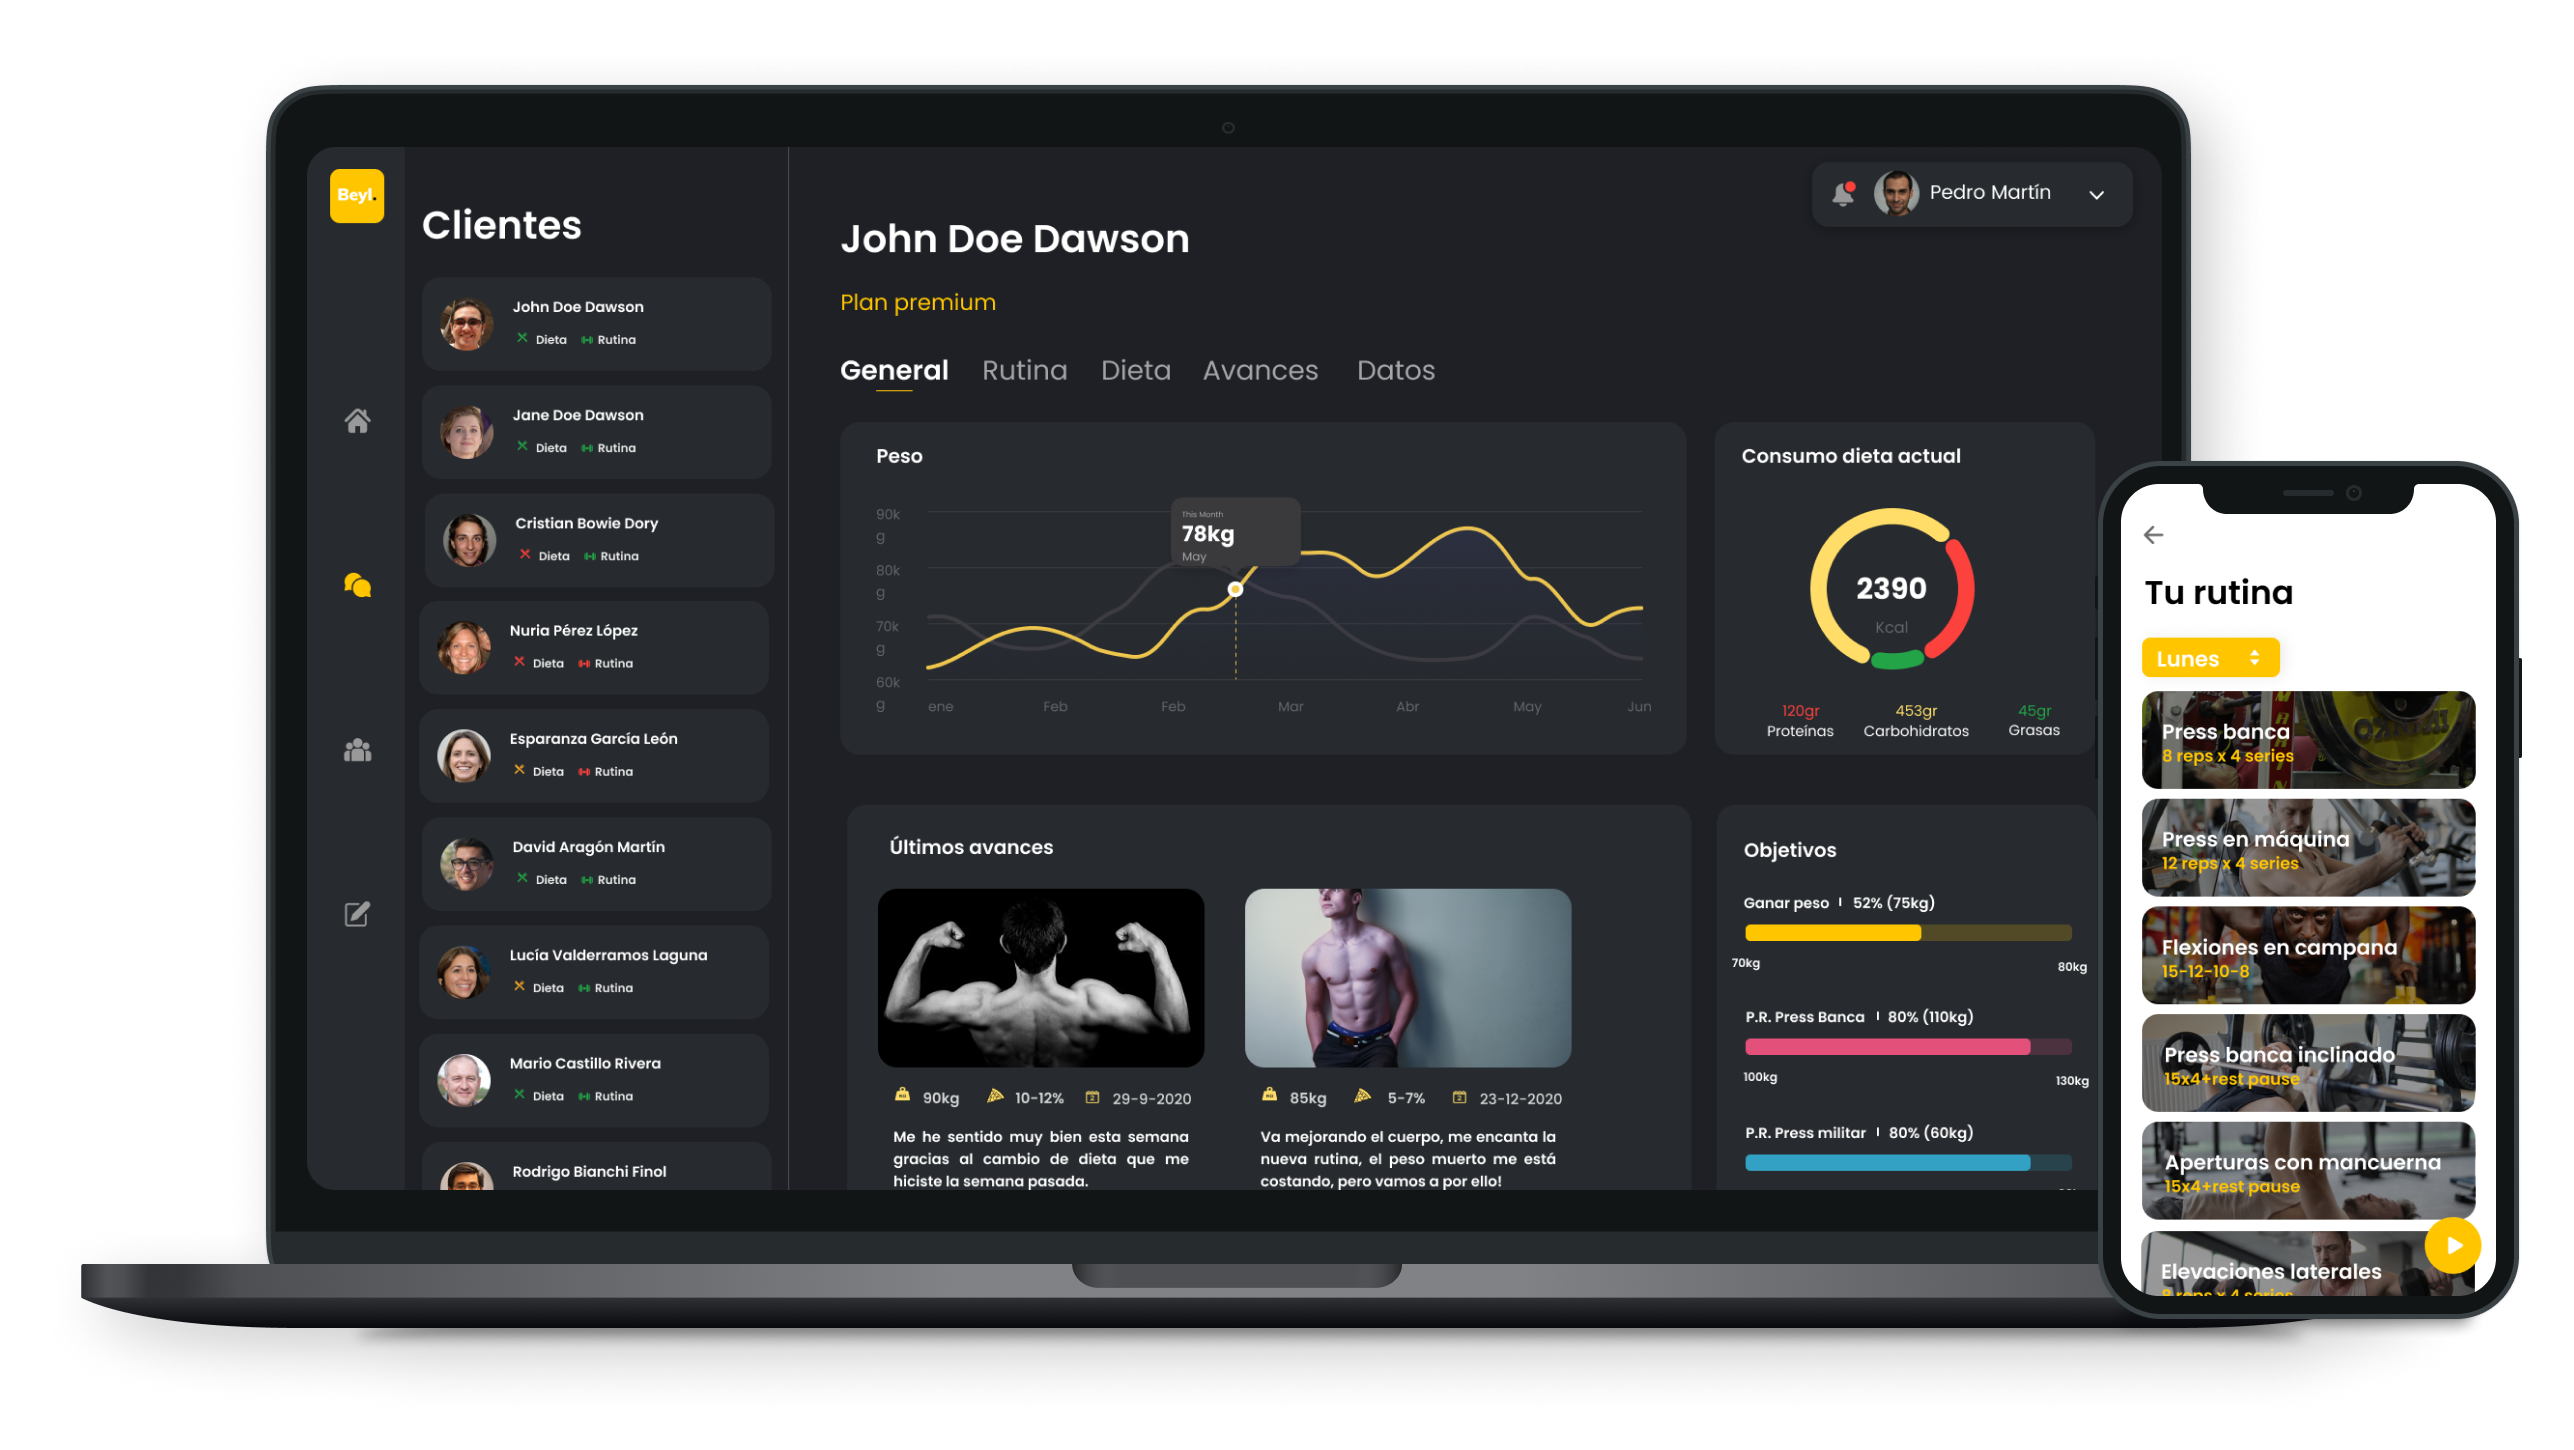 Beyl.
Clientes
John Doe Dawson
Dieta Rutina
Jane Doe Dawson
Dieta Rutina
Cristian Bowie Dory
Dieta Rutina
Nuria Pérez López
Dieta Rutina
Esperanza García León
Dieta Rutina
David Aragón Martín
Dieta Rutina
Lucía Valderramos Laguna
Dieta Rutina
Mario Castillo Rivera
Dieta Rutina
Rodrigo Bianchi Finol
Pedro Martín
John Doe Dawson
Plan premium
General Rutina Dieta Avances Datos
Peso
90k
g
80k
g
70k
g
60k
g
This Month
78kg
May
ene Feb Feb Mar Abr May Jun
Consumo dieta actual
2390
Kcal
120gr 453gr 45gr
Proteínas Carbohidratos Grasas
Últimos avances
90kg 10-12% 29-9-2020
Me he sentido muy bien esta semana
gracias al cambio de dieta que me
hiciste la semana pasada.
85kg 5-7% 23-12-2020
Va mejorando el cuerpo, me encanta la
nueva rutina, el peso muerto me está
costando, pero vamos a por ello!
Objetivos
Ganar peso | 52% (75kg)
70kg 80kg
P.R. Press Banca | 80% (110kg)
100kg 130kg
P.R. Press militar | 80% (60kg)
Tu rutina
Lunes
Press banca
8 reps x 4 series
Press en máquina
12 reps x 4 series
Flexiones en campana
15-12-10-8
Press banca inclinado
15x4+rest pause
Aperturas con mancuerna
15x4+rest pause
Elevaciones laterales
8 reps x 4 series